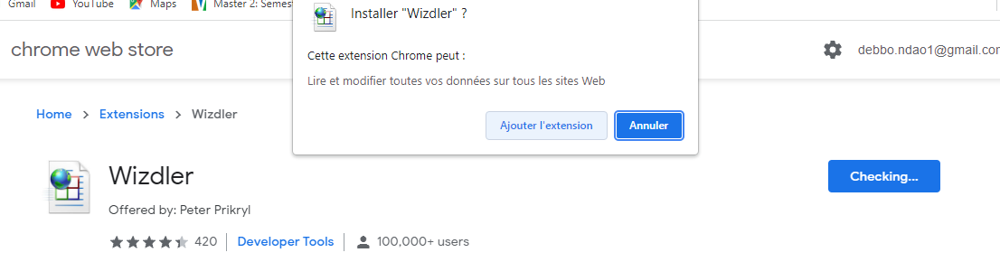 Gmail YouTube Maps Master 2: Semest
Installer "Wizdler" ?
Cette extension Chrome peut :
Lire et modifier toutes vos données sur tous les sites Web
Ajouter l'extension Annuler
chrome web store debbo.ndao1@gmail.com
Home Extensions Wizdler
Wizdler
Checking...
Offered by: Peter Prikryl
420 Developer Tools 100,000+ users